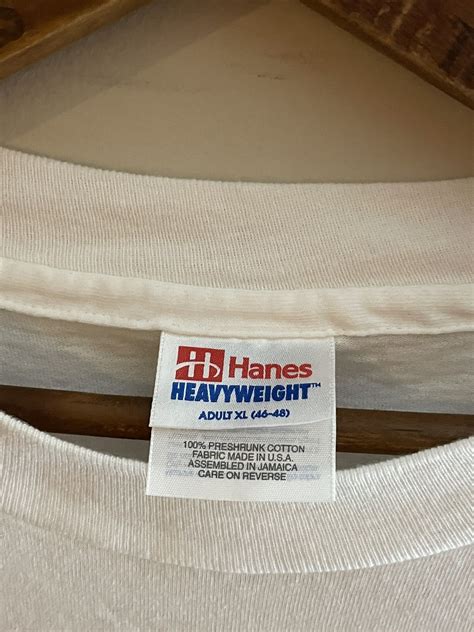 Hanes
HEAVYWEIGHT™
ADULT XL (46-48)
100% PRESHRUNK COTTON
FABRIC MADE IN U.S.A.
ASSEMBLED IN JAMAICA
CARE ON REVERSE